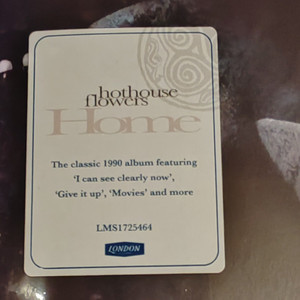 hothouse
flowers
Home
The classic 1990 album featuring
‘I can see clearly now’,
‘Give it up’, ‘Movies’ and more
LMS1725464
LONDON